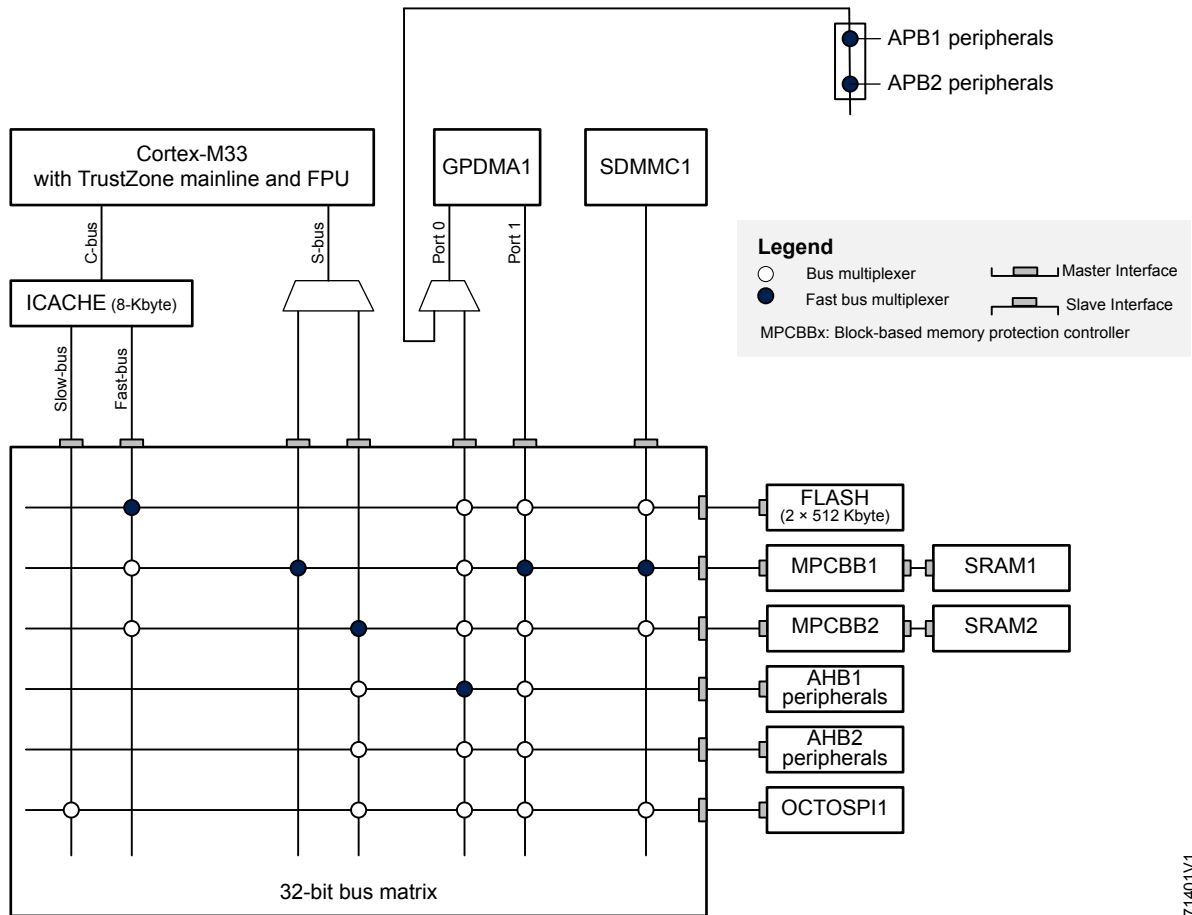 APB1 peripherals
APB2 peripherals
Cortex-M33
with TrustZone mainline and FPU
GPDMA1
SDMMC1
C-bus
S-bus
Port 0
Port 1
Legend
Bus multiplexer
Fast bus multiplexer
Master Interface
Slave Interface
MPCBBx: Block-based memory protection controller
ICACHE (8-Kbyte)
Slow-bus
Fast-bus
FLASH
(2 × 512 Kbyte)
MPCBB1
SRAM1
MPCBB2
SRAM2
AHB1
peripherals
AHB2
peripherals
OCTOSPI1
32-bit bus matrix
71401V1